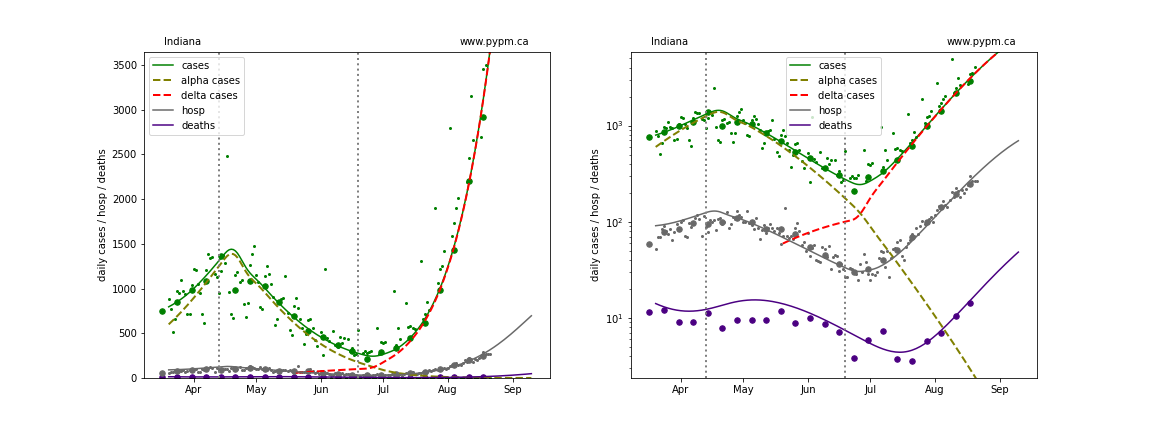 Indiana www.pypm.ca
cases
alpha cases
delta cases
hosp
deaths
daily cases / hosp / deaths
3500
3000
2500
2000
1500
1000
500
0
Apr May Jun Jul Aug Sep
Indiana www.pypm.ca
cases
alpha cases
delta cases
hosp
deaths
daily cases / hosp / deaths
10³
10²
10¹
Apr May Jun Jul Aug Sep